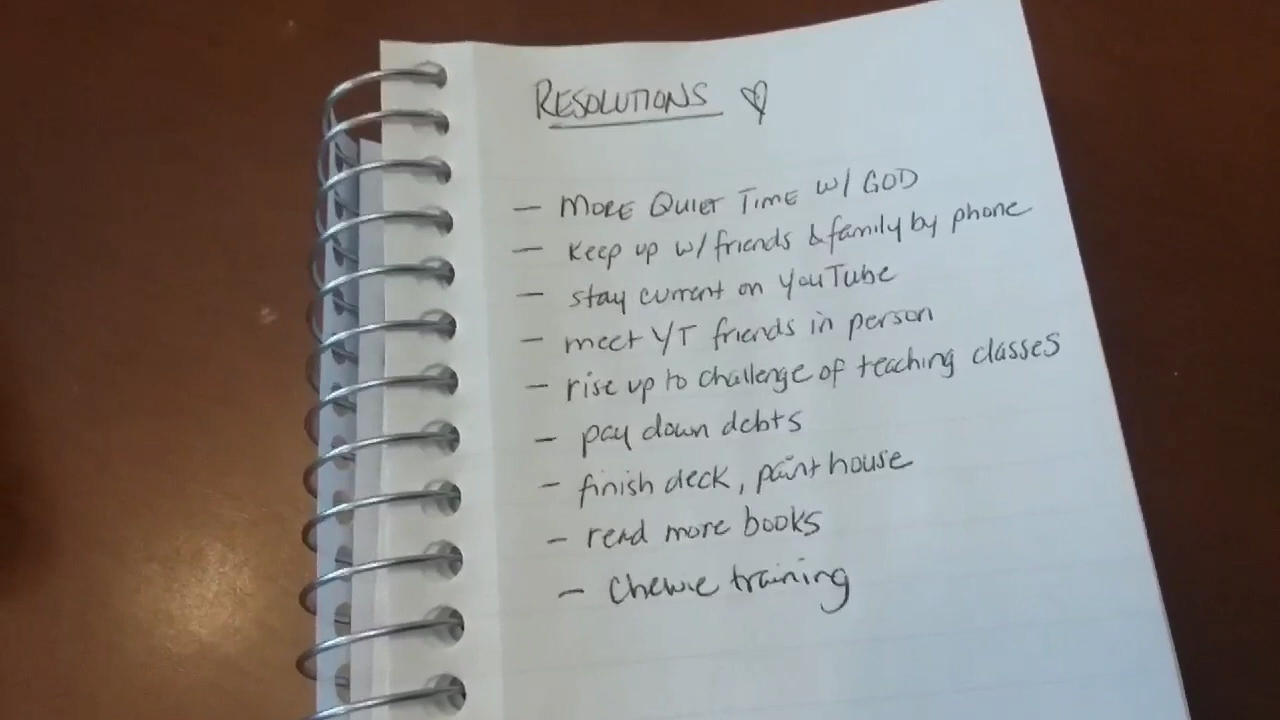 RESOLUTIONS ♡
— MORE QUIET TIME W/ GOD
— Keep up w/ friends & family by phone
— stay current on YouTube
— meet YT friends in person
— rise up to challenge of teaching classes
— pay down debts
— finish deck, paint house
— read more books
— Chewie training